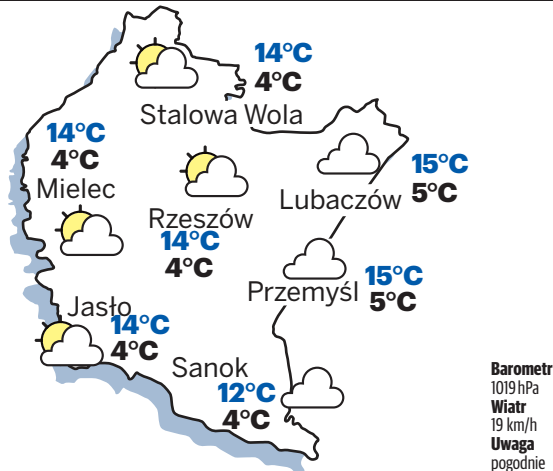 14°C
4°C
Stalowa Wola
14°C
4°C
Mielec
15°C
5°C
Lubaczów
Rzeszów
14°C
4°C
15°C
5°C
Przemyśl
Jasło
14°C
4°C
Sanok
12°C
4°C
Barometr
1019 hPa
Wiatr
19 km/h
Uwaga
pogodnie